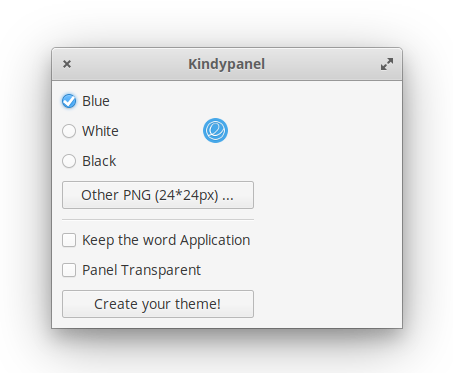 Kindypanel
Blue
White
Black
Other PNG (24*24px) ...
Keep the word Application
Panel Transparent
Create your theme!